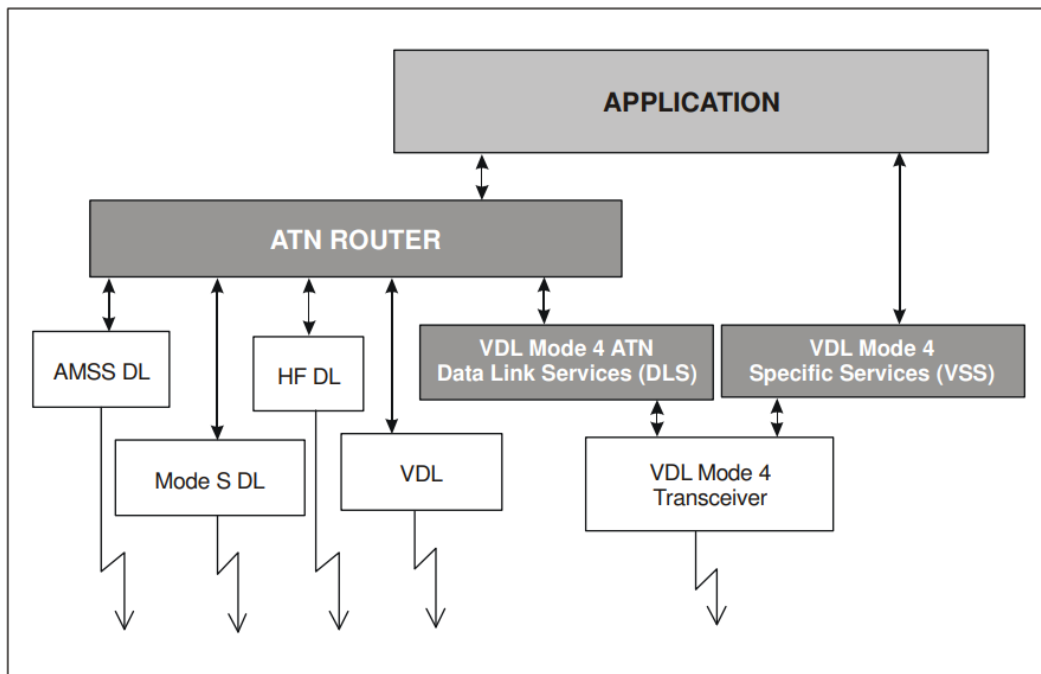 APPLICATION
ATN ROUTER
AMSS DL
HF DL
VDL Mode 4 ATN
Data Link Services (DLS)
VDL Mode 4
Specific Services (VSS)
Mode S DL
VDL
VDL Mode 4
Transceiver